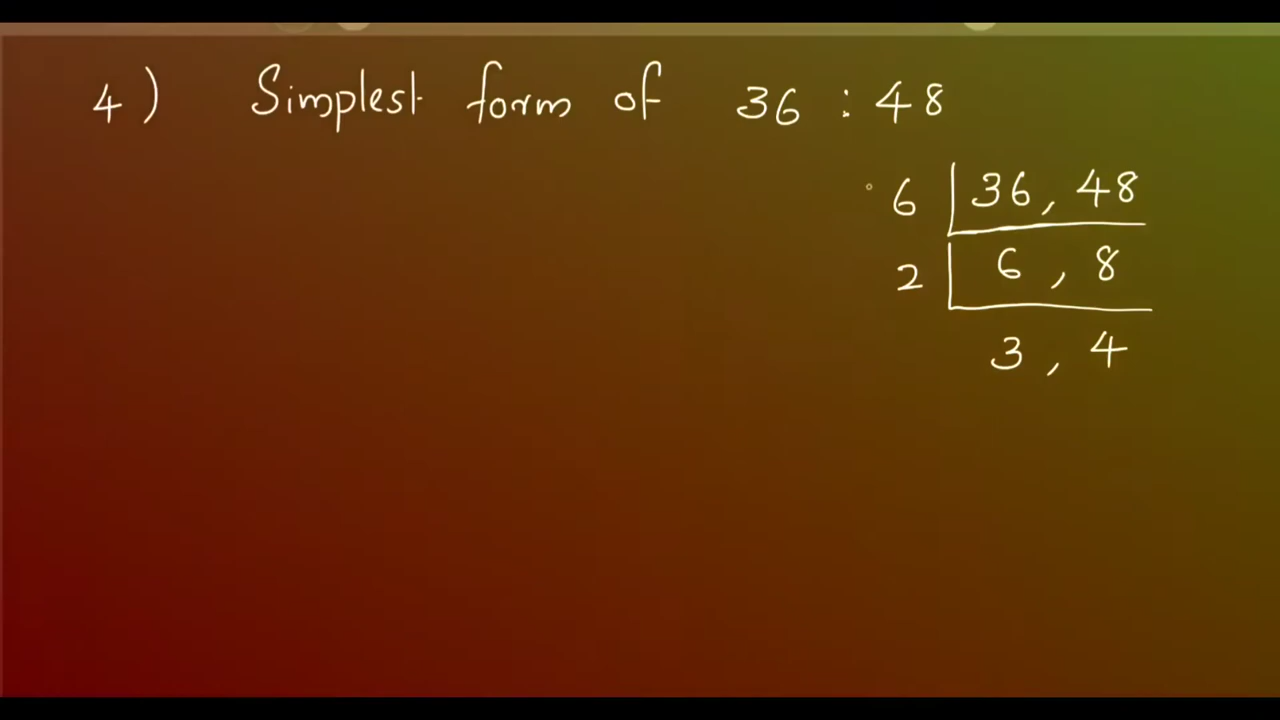 4) Simplest form of 36 : 48
6 | 36, 48
2 | 6, 8
3, 4